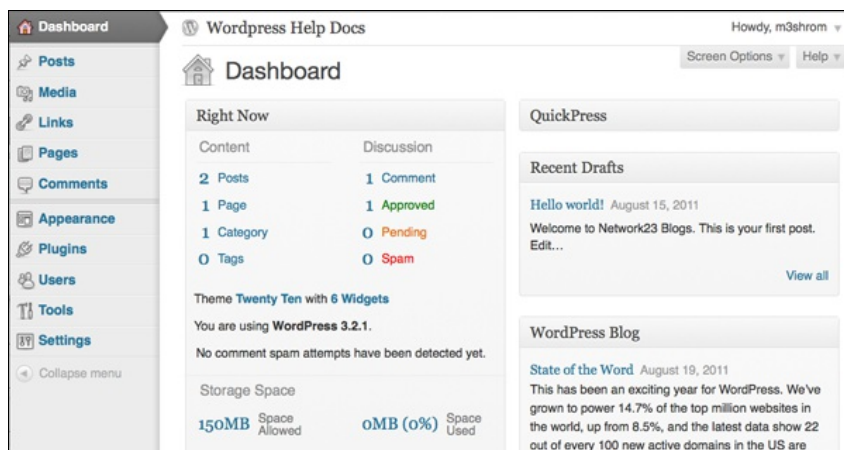 Dashboard
Posts
Media
Links
Pages
Comments
Appearance
Plugins
Users
Tools
Settings
Collapse menu
Wordpress Help Docs
Howdy, m3shrom
Screen Options
Help
Dashboard
Right Now
Content
2 Posts
1 Page
1 Category
0 Tags
Discussion
1 Comment
1 Approved
0 Pending
0 Spam
Theme Twenty Ten with 6 Widgets
You are using WordPress 3.2.1.
No comment spam attempts have been detected yet.
Storage Space
150MB Space Allowed
0MB (0%) Space Used
QuickPress
Recent Drafts
Hello world! August 15, 2011
Welcome to Network23 Blogs. This is your first post.
Edit…
View all
WordPress Blog
State of the Word August 19, 2011
This has been an exciting year for WordPress. We've
grown to power 14.7% of the top million websites in
the world, up from 8.5%, and the latest data show 22
out of every 100 new active domains in the US are